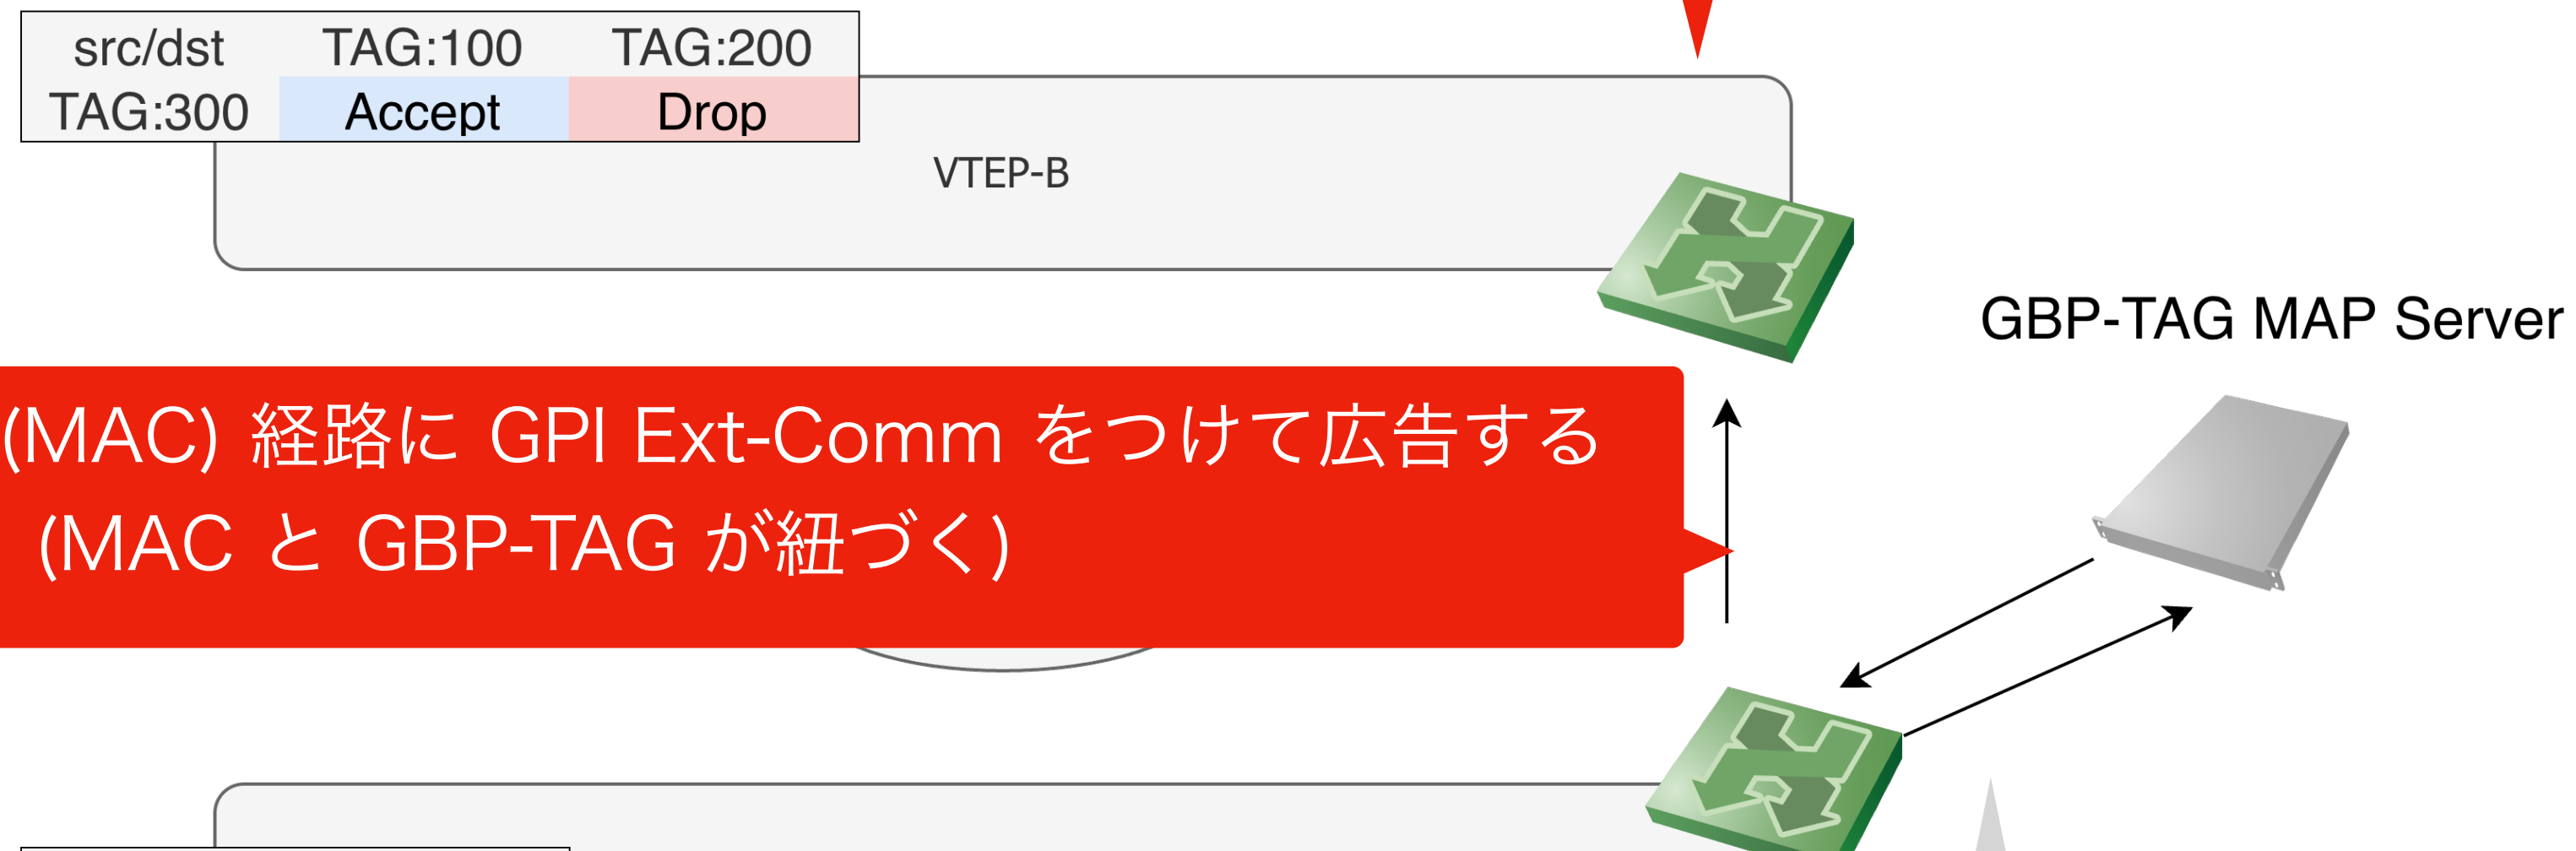 src/dst TAG:100 TAG:200
TAG:300 Accept Drop
VTEP-B
GBP-TAG MAP Server
(MAC) 経路に GPI Ext-Comm をつけて広告する
(MAC と GBP-TAG が紐づく)